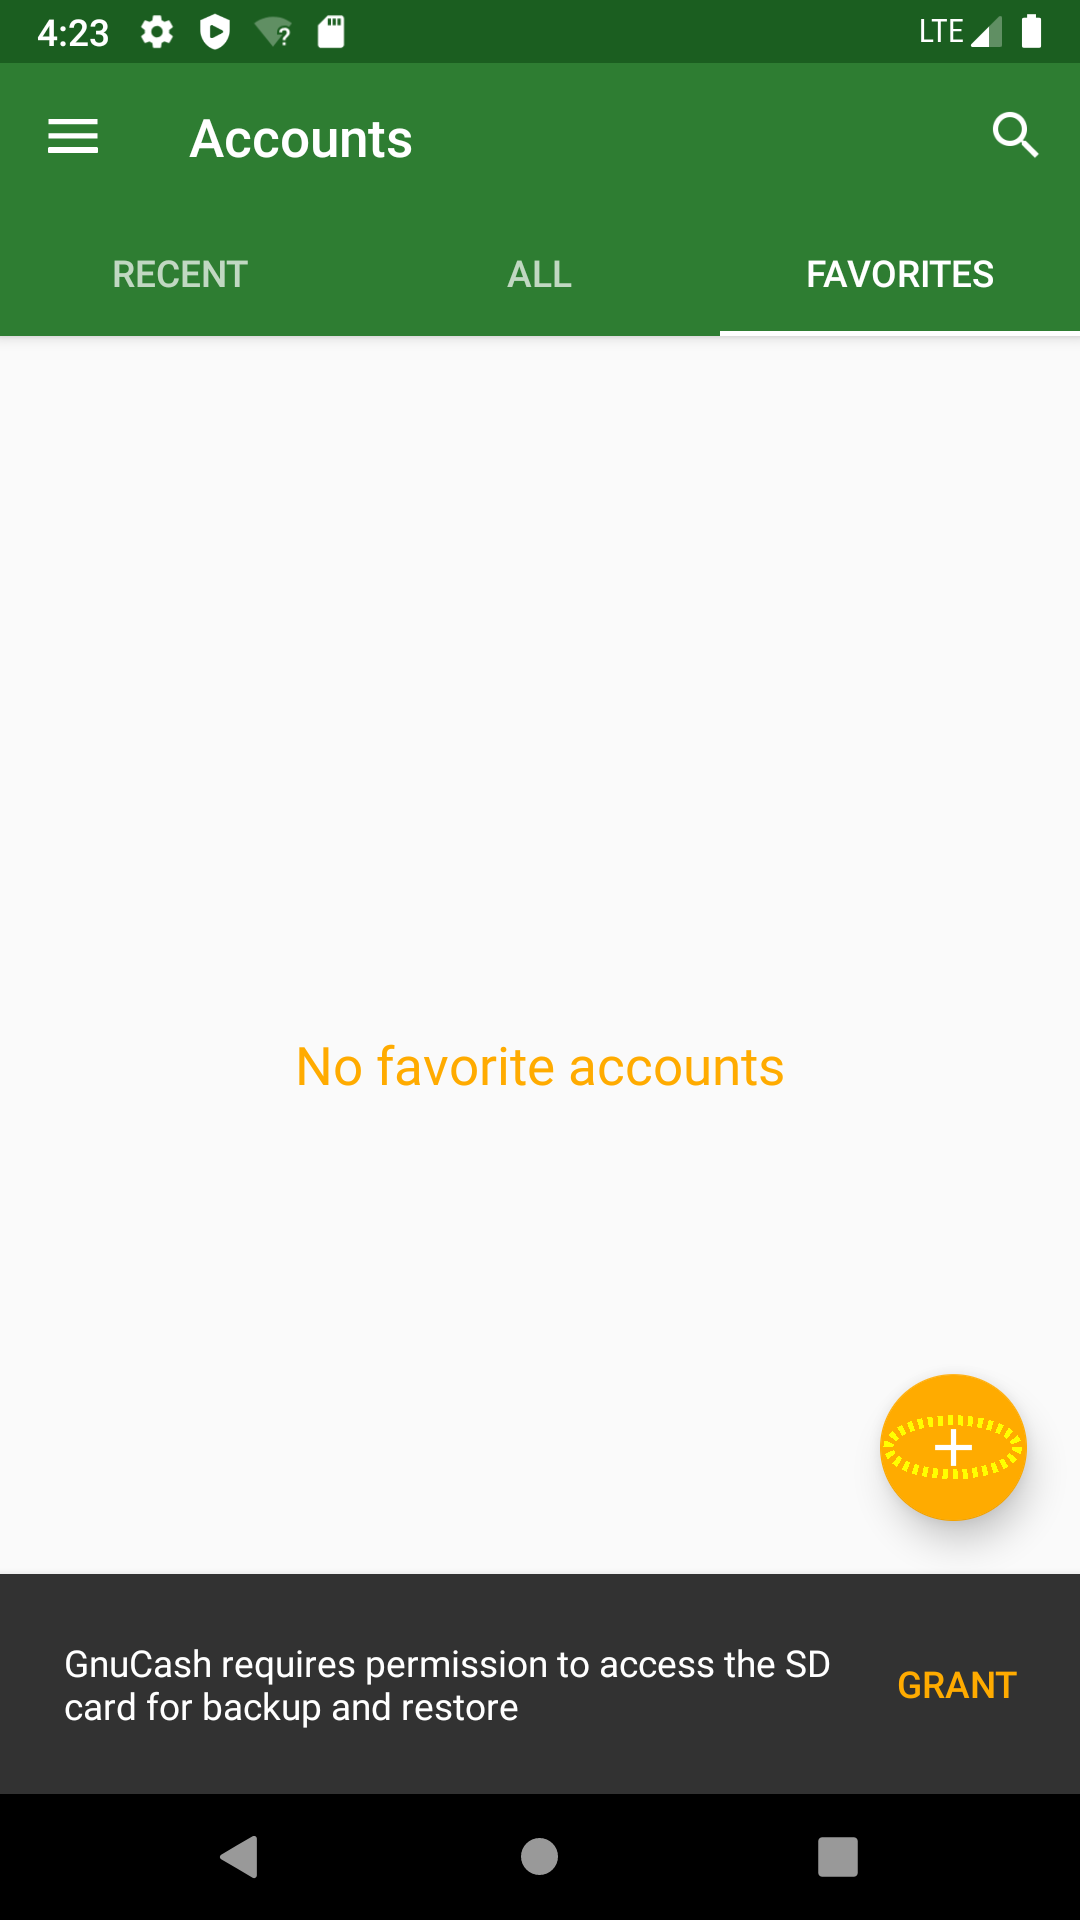 4:23
LTE
Accounts
RECENT
ALL
FAVORITES
No favorite accounts
GnuCash requires permission to access the SD
card for backup and restore
GRANT